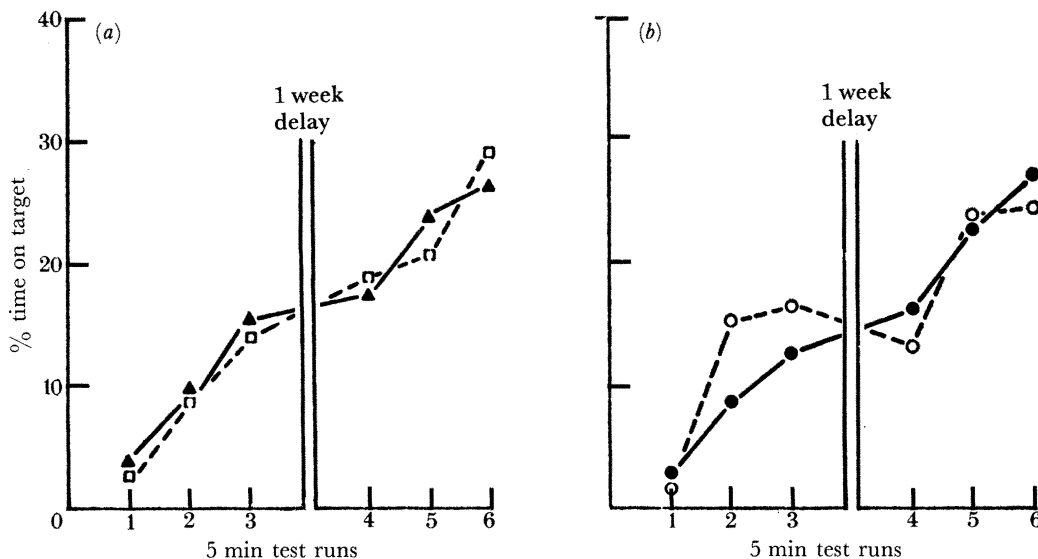 40
(a)
(b)
1 week
delay
1 week
delay
30
20
10
0
% time on target
1 2 3 4 5 6
1 2 3 4 5 6
5 min test runs
5 min test runs